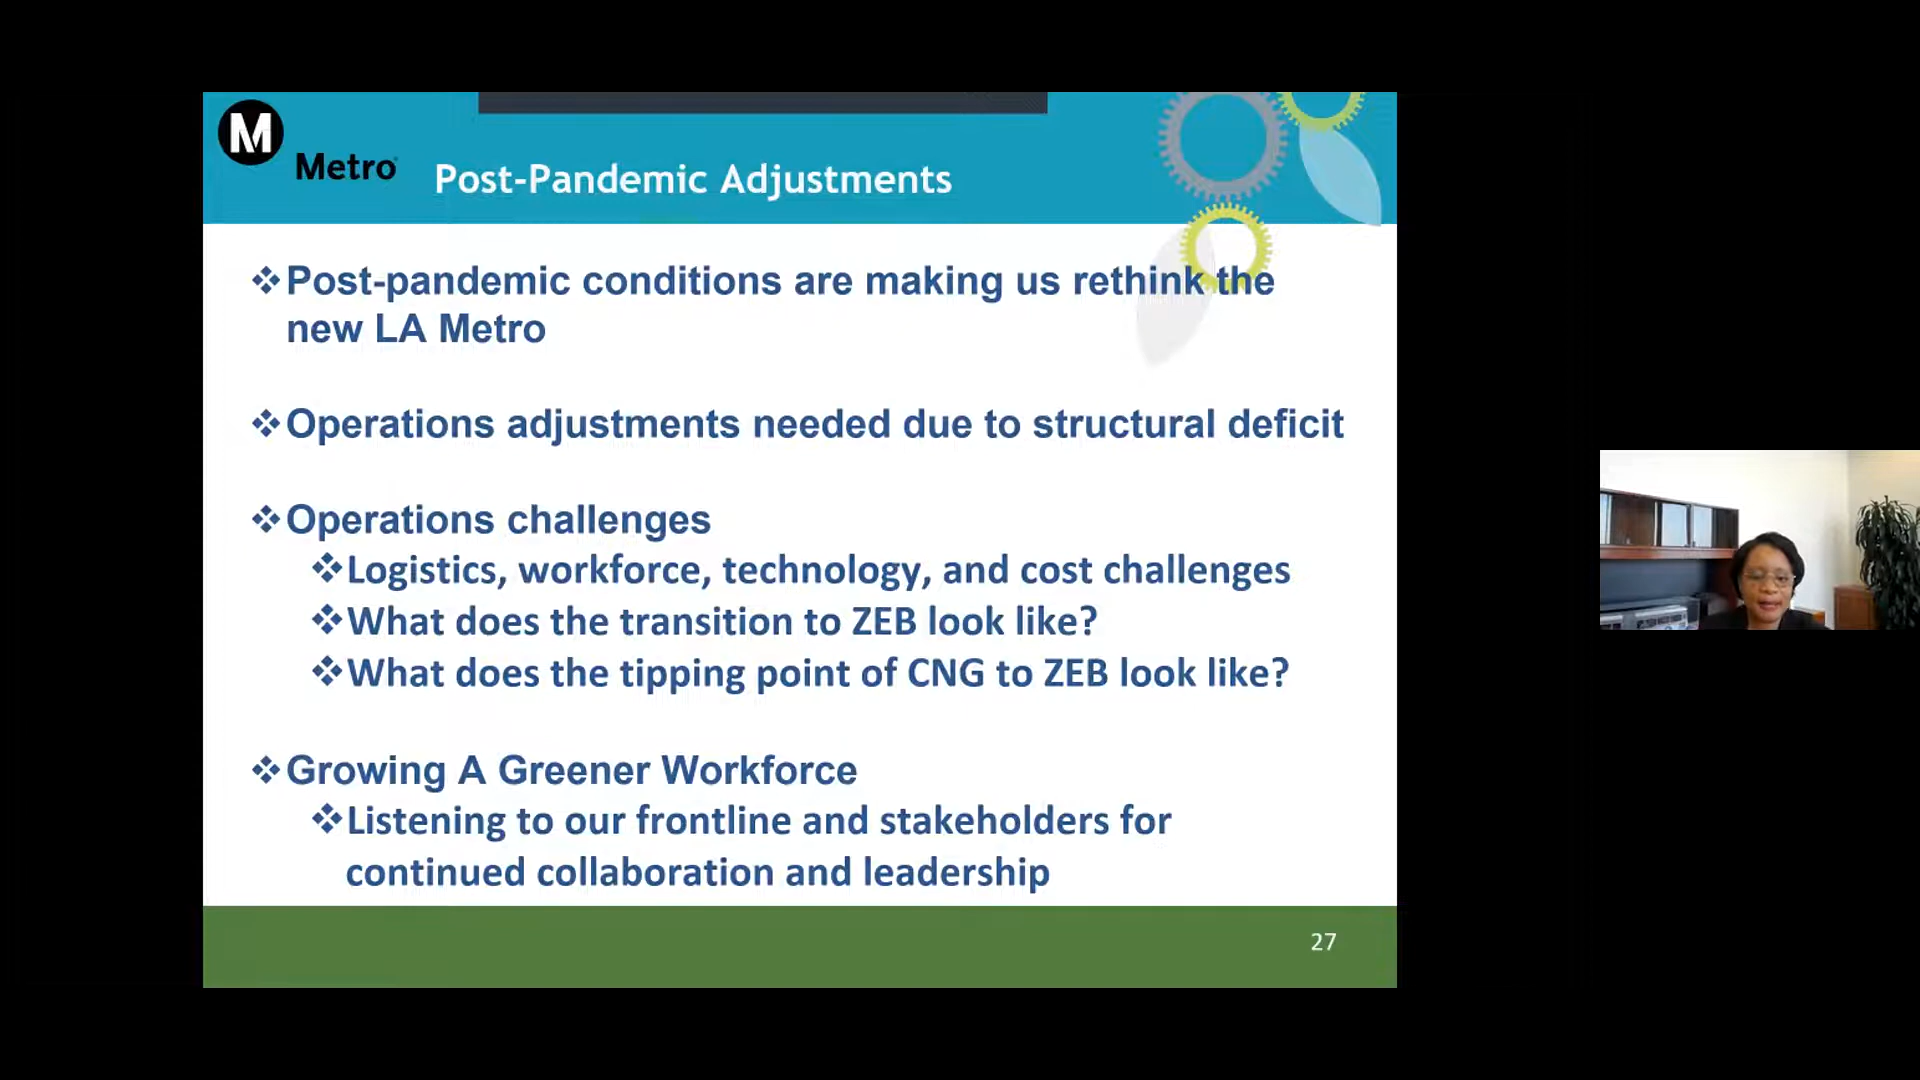 M
Metro
Post-Pandemic Adjustments
❖Post-pandemic conditions are making us rethink the
new LA Metro
❖Operations adjustments needed due to structural deficit
❖Operations challenges
❖Logistics, workforce, technology, and cost challenges
❖What does the transition to ZEB look like?
❖What does the tipping point of CNG to ZEB look like?
❖Growing A Greener Workforce
❖Listening to our frontline and stakeholders for
continued collaboration and leadership
27